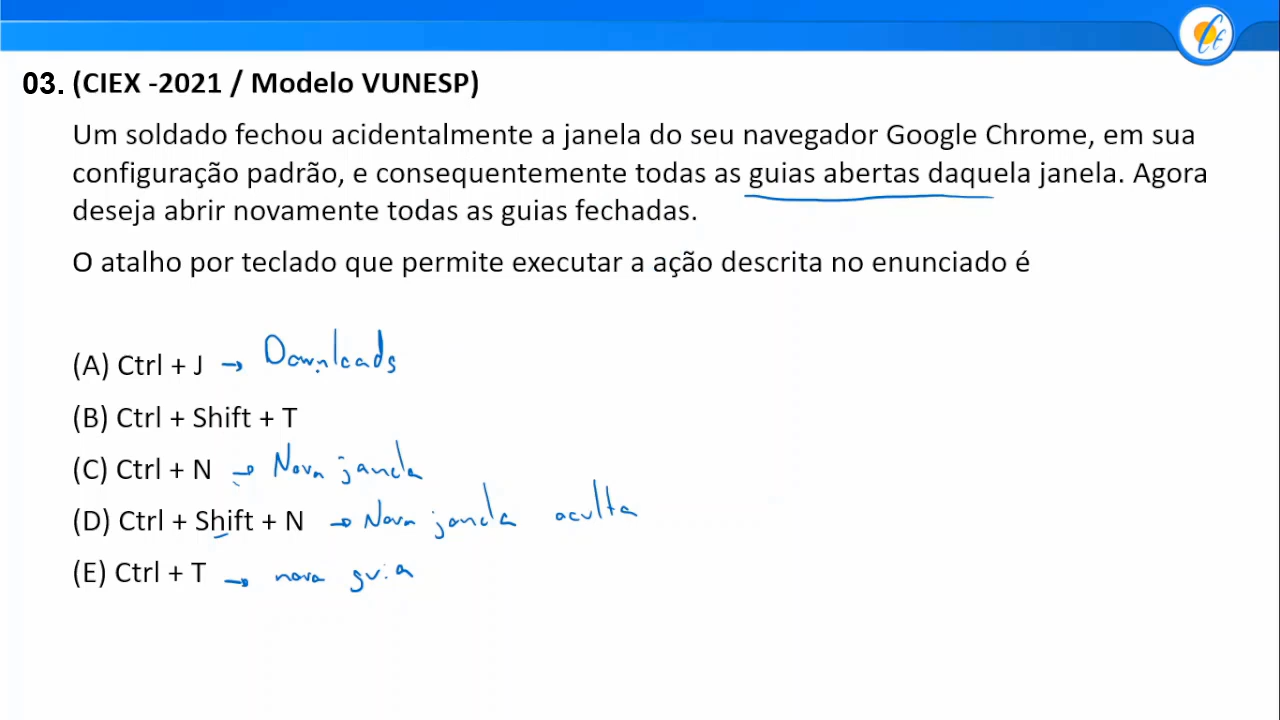 03. (CIEX -2021 / Modelo VUNESP)
Um soldado fechou acidentalmente a janela do seu navegador Google Chrome, em sua
configuração padrão, e consequentemente todas as guias abertas daquela janela. Agora
deseja abrir novamente todas as guias fechadas.
O atalho por teclado que permite executar a ação descrita no enunciado é
(A) Ctrl + J → Downloads
(B) Ctrl + Shift + T
(C) Ctrl + N → Nova janela
(D) Ctrl + Shift + N → Nova janela oculta
(E) Ctrl + T → nova guia